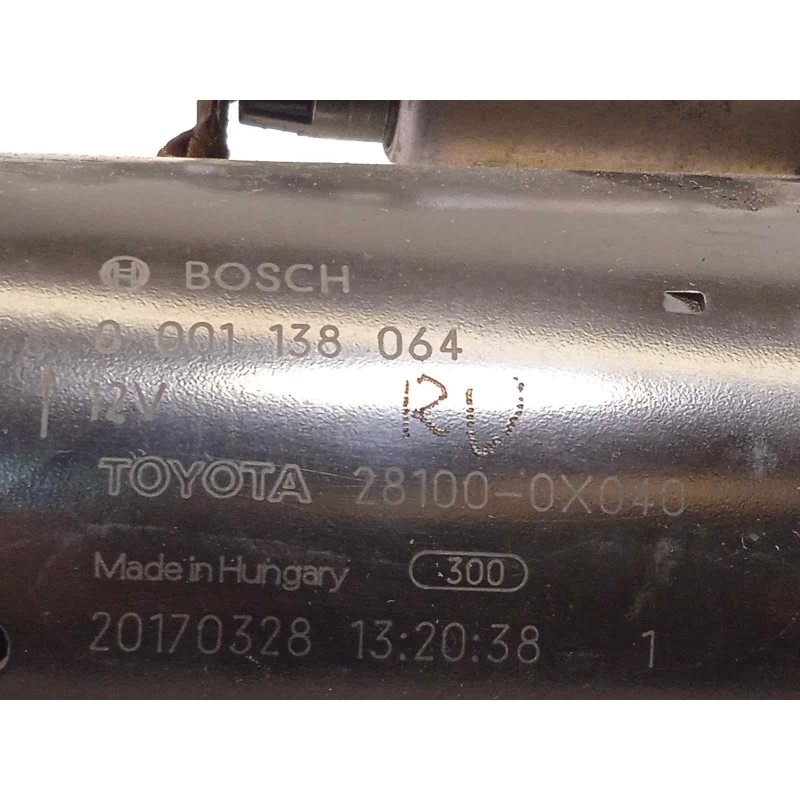 BOSCH
0 001 138 064
12V
RU
TOYOTA 28100-0X040
Made in Hungary 300
20170328 13:20:38 1